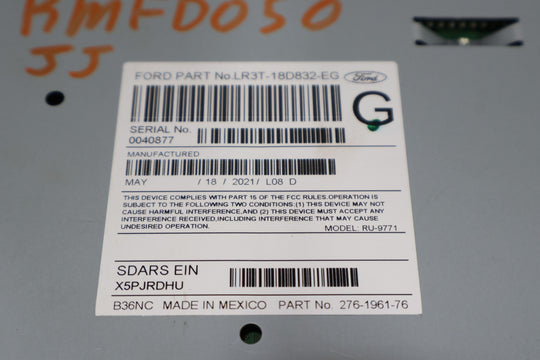 RMFD050
JJ
FORD PART No.LR3T-18D832-EG Ford
G
SERIAL No.
0040877
MANUFACTURED
MAY / 18 / 2021/ L08 D
THIS DEVICE COMPLIES WITH PART 15 OF THE FCC RULES.OPERATION IS
SUBJECT TO THE FOLLOWING TWO CONDITIONS:(1) THIS DEVICE MAY NOT
CAUSE HARMFUL INTERFERENCE,AND (2) THIS DEVICE MUST ACCEPT ANY
INTERFERENCE RECEIVED,INCLUDING INTERFERENCE THAT MAY CAUSE
UNDESIRED OPERATION. MODEL: RU-9771
SDARS EIN
X5PJRDHU
B36NC MADE IN MEXICO PART No. 276-1961-76